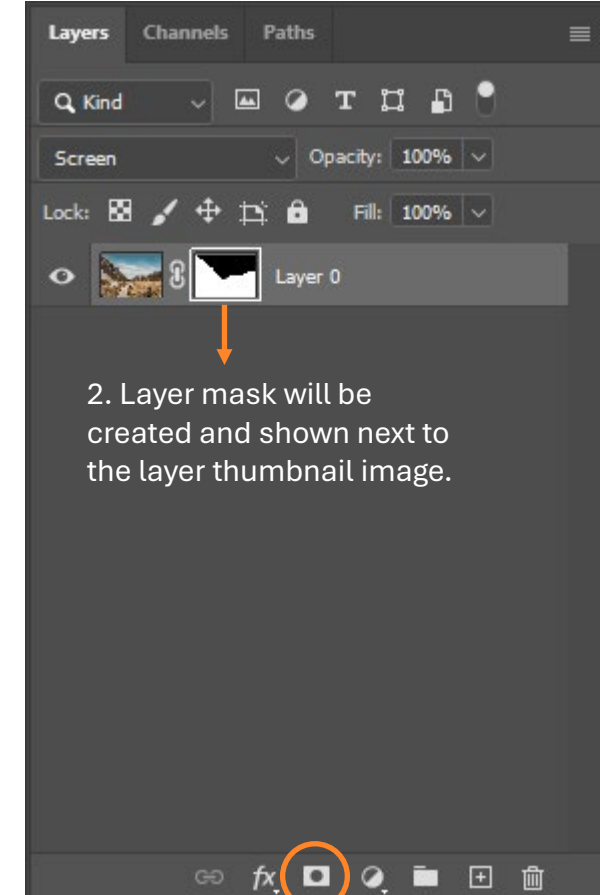 Layers Channels Paths
Kind T
Screen Opacity: 100%
Lock: Fill: 100%
Layer 0
2. Layer mask will be
created and shown next to
the layer thumbnail image.
fx